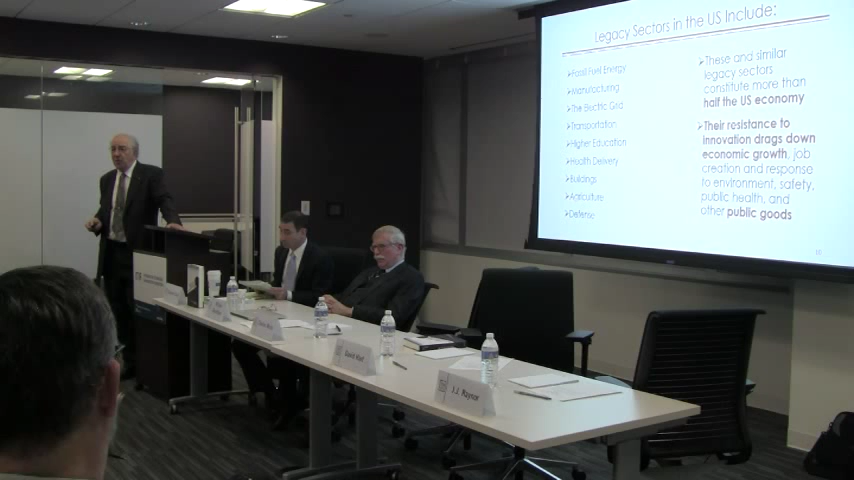 Legacy Sectors in the US Include:
➢Fossil Fuel Energy
➢Manufacturing
➢The Electric Grid
➢Transportation
➢Higher Education
➢Health Delivery
➢Buildings
➢Agriculture
➢Defense
➢These and similar
legacy sectors
constitute more than
half the US economy
➢Their resistance to
innovation drags down
economic growth, job
creation and response
to environment, safety,
public health, and
other public goods
David Hart
J.J. Raynor